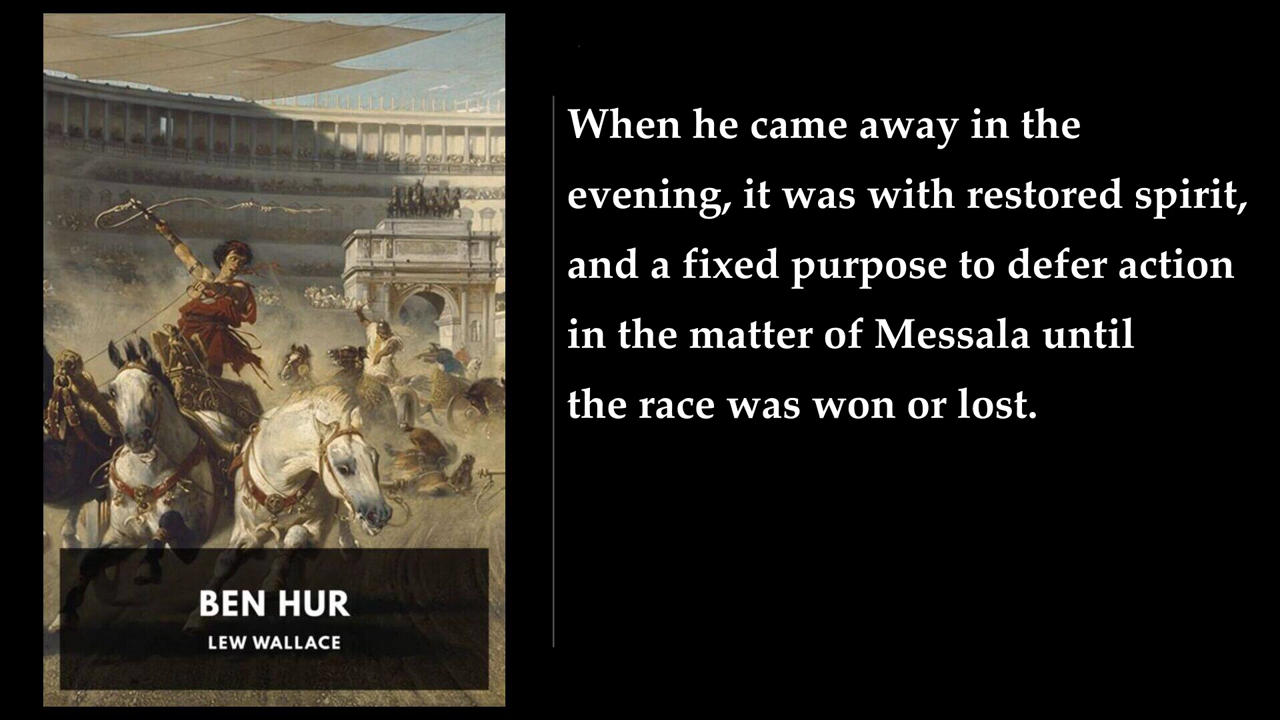 When he came away in the
evening, it was with restored spirit,
and a fixed purpose to defer action
in the matter of Messala until
the race was won or lost.
BEN HUR
LEW WALLACE